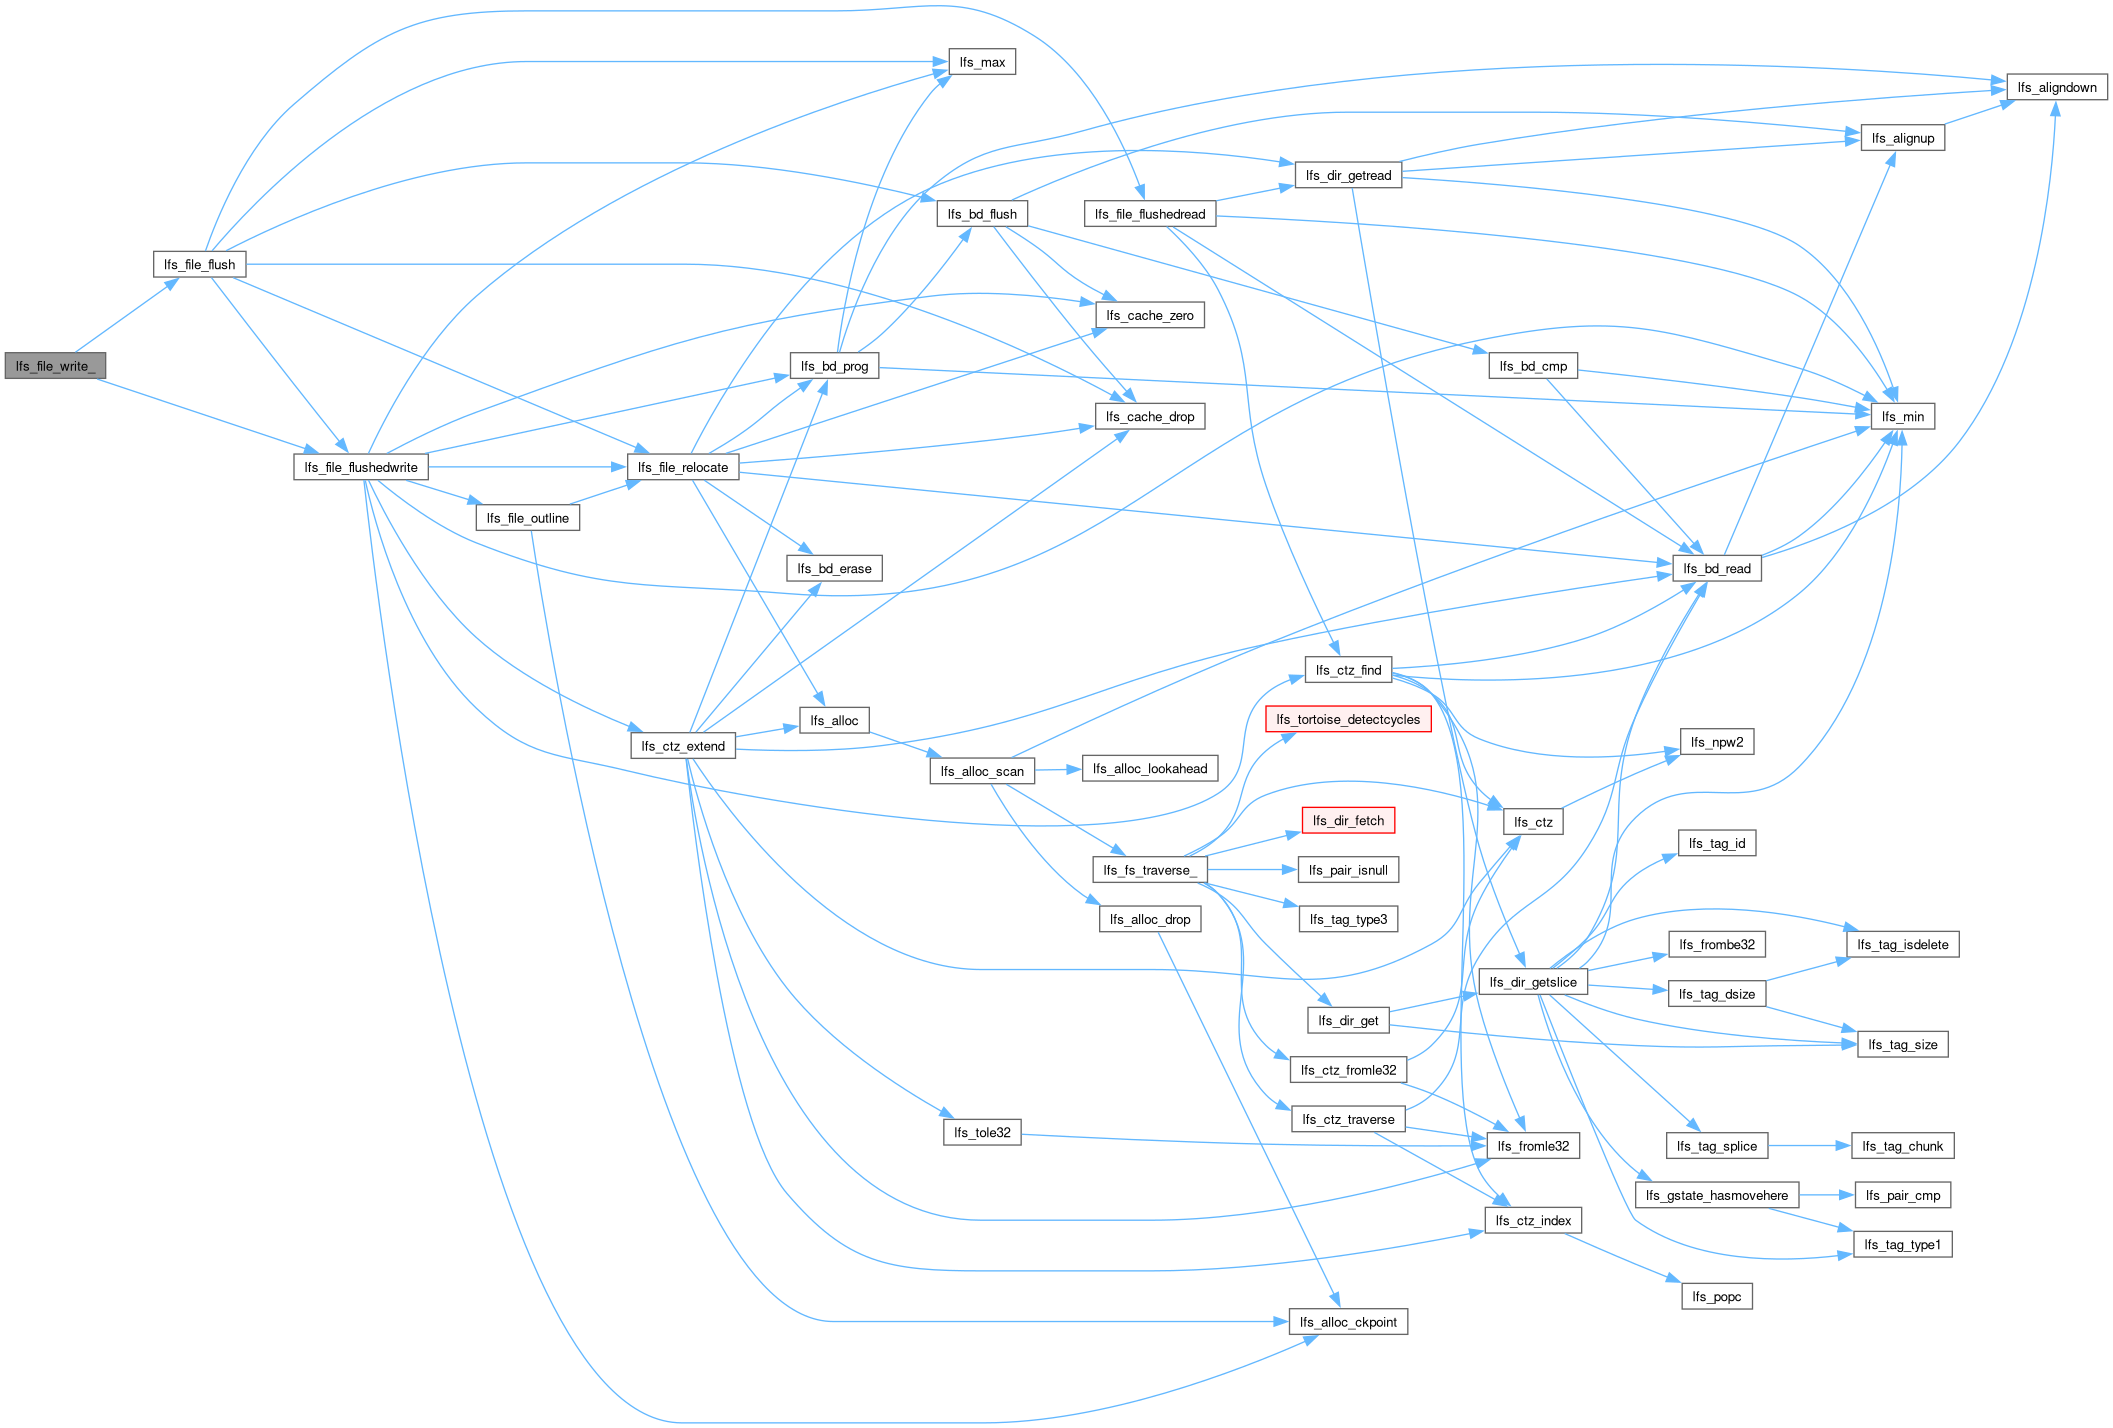 lfs_max
lfs_aligndown
lfs_alignup
lfs_dir_getread
lfs_bd_flush
lfs_file_flushedread
lfs_file_flush
lfs_cache_zero
lfs_file_write_
lfs_bd_prog
lfs_bd_cmp
lfs_cache_drop
lfs_min
lfs_file_flushedwrite
lfs_file_relocate
lfs_file_outline
lfs_bd_erase
lfs_bd_read
lfs_ctz_find
lfs_alloc
lfs_tortoise_detectcycles
lfs_ctz_extend
lfs_npw2
lfs_alloc_scan
lfs_alloc_lookahead
lfs_dir_fetch
lfs_ctz
lfs_tag_id
lfs_fs_traverse_
lfs_pair_isnull
lfs_alloc_drop
lfs_tag_type3
lfs_frombe32
lfs_tag_isdelete
lfs_dir_getslice
lfs_tag_dsize
lfs_dir_get
lfs_tag_size
lfs_ctz_fromle32
lfs_ctz_traverse
lfs_tole32
lfs_fromle32
lfs_tag_splice
lfs_tag_chunk
lfs_gstate_hasmovehere
lfs_pair_cmp
lfs_ctz_index
lfs_tag_type1
lfs_popc
lfs_alloc_ckpoint